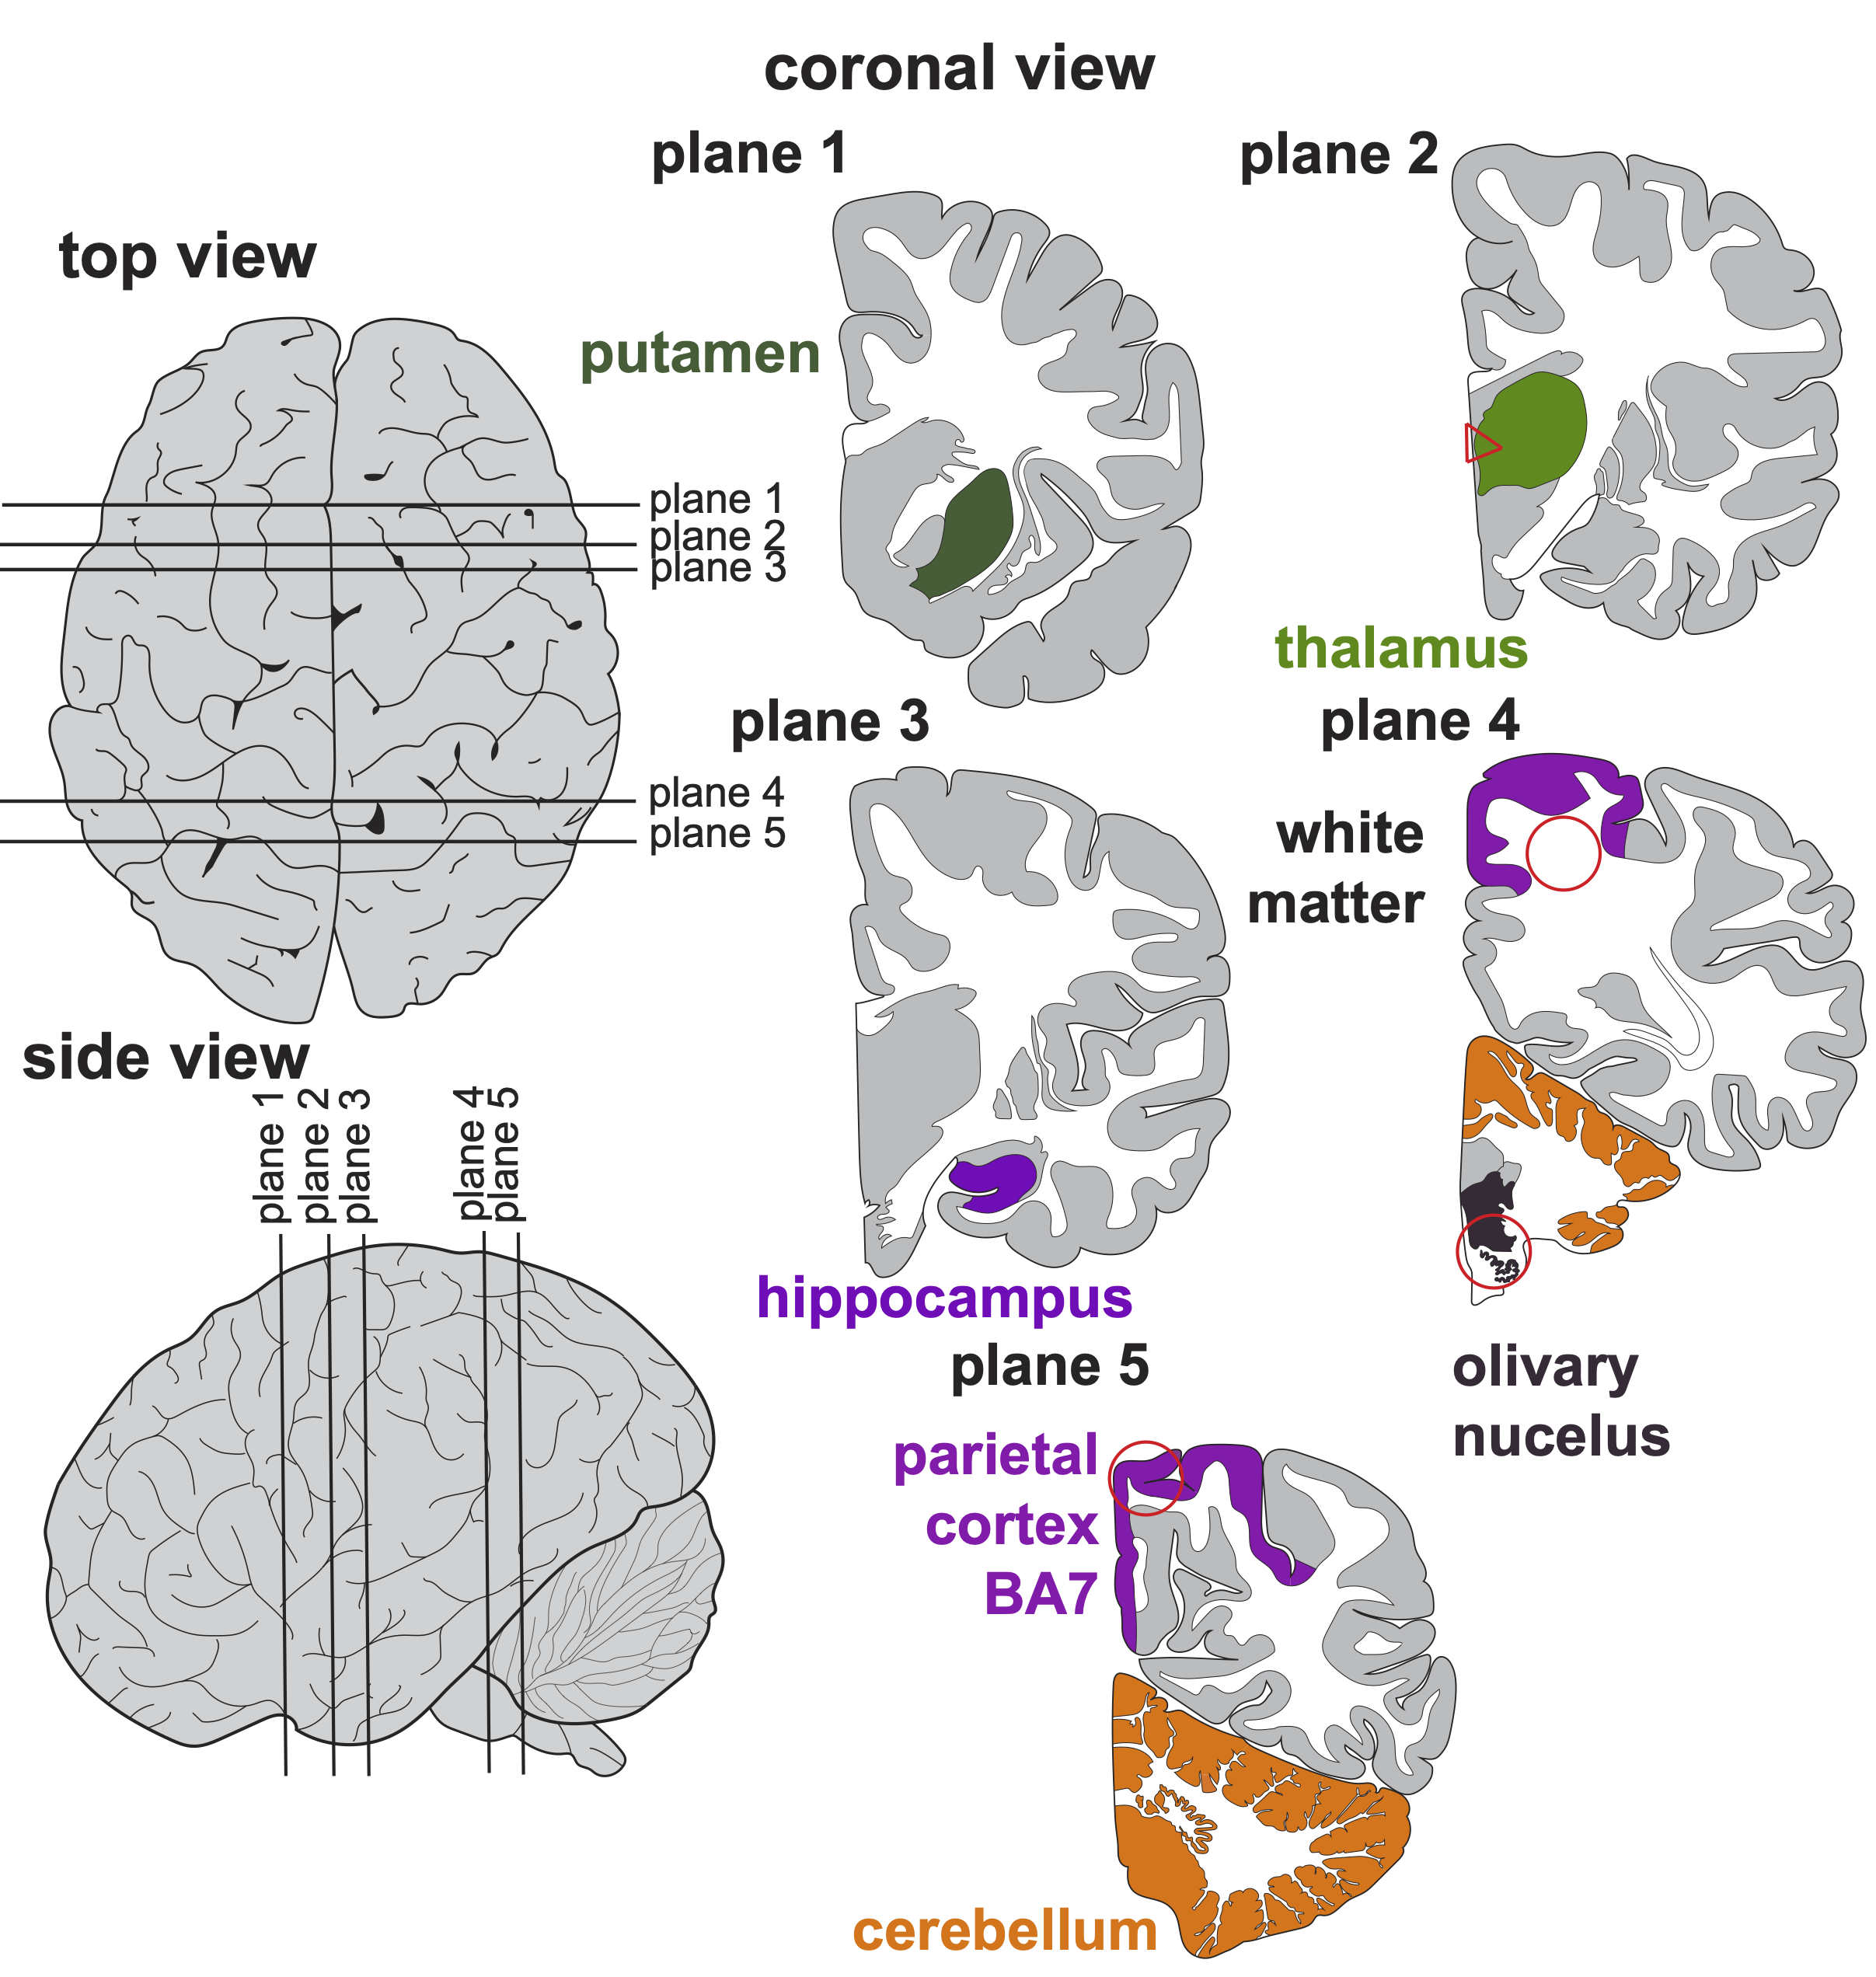 coronal view
plane 1
plane 2
top view
putamen
plane 1
plane 2
plane 3
thalamus
plane 3
plane 4
plane 4
plane 5
white
matter
side view
plane 1
plane 2
plane 3
plane 4
plane 5
hippocampus
plane 5
olivary
nucelus
parietal
cortex
BA7
cerebellum